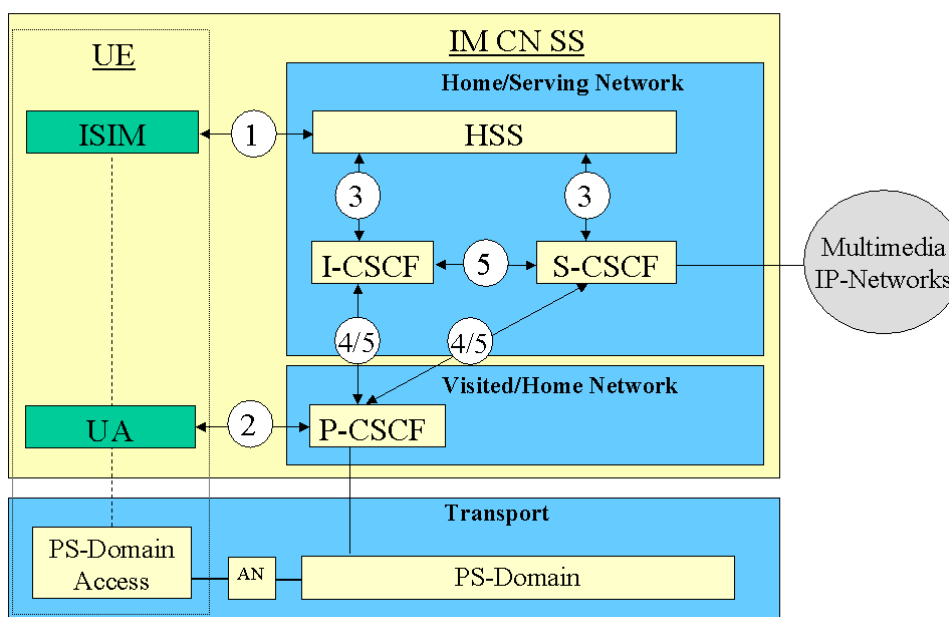 UE
IM CN SS
Home/Serving Network
ISIM
1
HSS
3
3
I-CSCF
5
S-CSCF
Multimedia
IP-Networks
4/5
4/5
Visited/Home Network
UA
2
P-CSCF
Transport
PS-Domain
Access
AN
PS-Domain